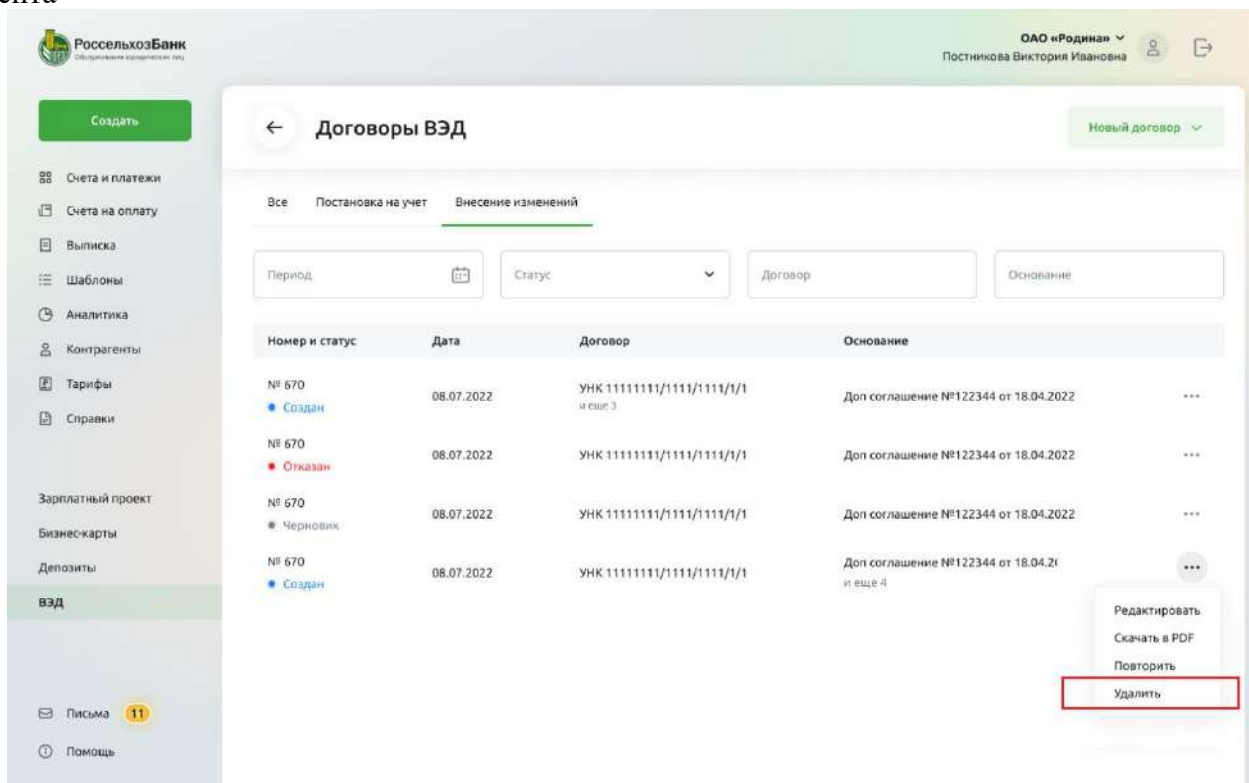 РоссельхозБанк
Обслуживание юридических лиц
ОАО «Родина»
Постникова Виктория Ивановна
Создать
Счета и платежи
Счета на оплату
Выписка
Шаблоны
Аналитика
Контрагенты
Тарифы
Справки
Зарплатный проект
Бизнес-карты
Депозиты
ВЭД
Письма 11
Помощь
Договоры ВЭД
Новый договор
Все Постановка на учет Внесение изменений
Период Статус Договор Основание
Номер и статус Дата Договор Основание
№ 670
Создан
08.07.2022
УНК 11111111/1111/1111/1/1
и еще 3
Доп соглашение №122344 от 18.04.2022
№ 670
Отказан
08.07.2022
УНК 11111111/1111/1111/1/1
Доп соглашение №122344 от 18.04.2022
№ 670
Черновик
08.07.2022
УНК 11111111/1111/1111/1/1
Доп соглашение №122344 от 18.04.2022
№ 670
Создан
08.07.2022
УНК 11111111/1111/1111/1/1
Доп соглашение №122344 от 18.04.2
и еще 4
Редактировать
Скачать в PDF
Повторить
Удалить